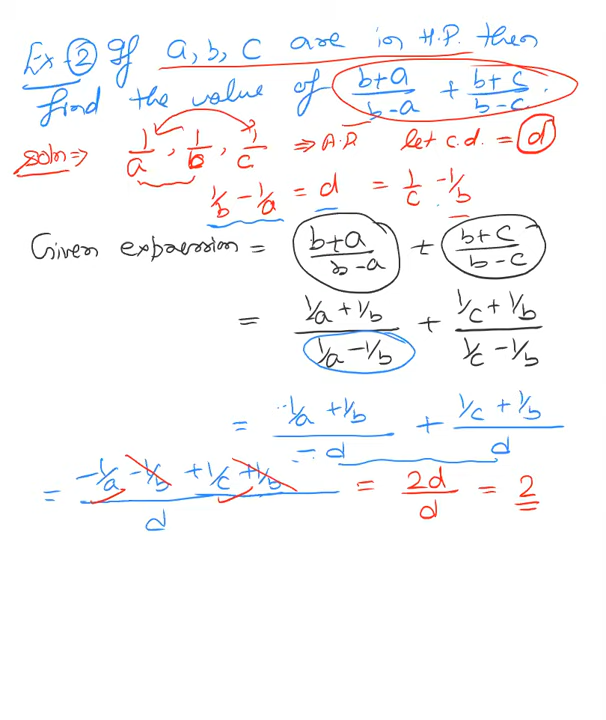 Ex-② If a, b, c are in H.P. then
find the value of (b+a)/(b-a) + (b+c)/(b-c).
Soln ⇒ 1/a, 1/b, 1/c ⇒ A.P. let c.d. = d
1/b - 1/a = d = 1/c - 1/b
Given expression = (b+a)/(b-a) + (b+c)/(b-c)
= (1/a + 1/b)/(1/a - 1/b) + (1/c + 1/b)/(1/c - 1/b)
= (1/a + 1/b)/(-d) + (1/c + 1/b)/d
= (-1/a - 1/b + 1/c + 1/b)/d = 2d/d = 2